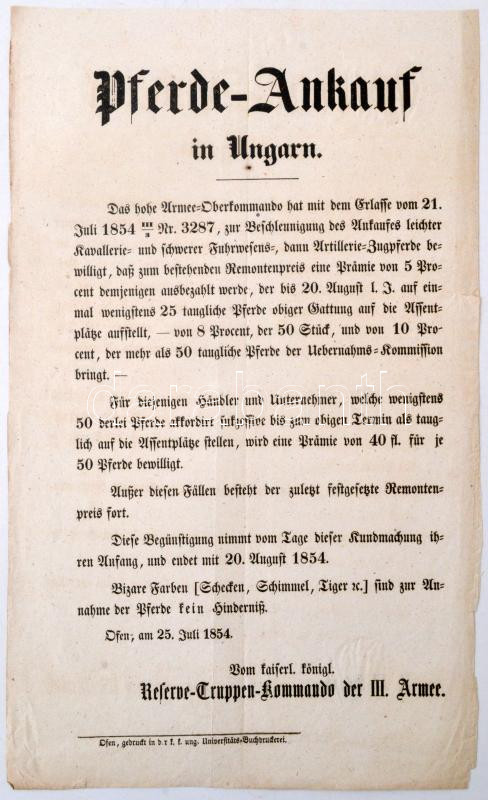 Pferde-Ankauf
in Ungarn.
Das hohe Armee-Oberkommando hat mit dem Erlasse vom 21.
Juli 1854 III/3 Nr. 3287, zur Beschleunigung des Ankaufes leichter
Kavallerie- und schwerer Fuhrwesens-, dann Artillerie-Zugpferde be-
willigt, daß zum bestehenden Remontenpreis eine Prämie von 5 Pro-
cent demjenigen ausbezahlt werde, der bis 20. August l. J. auf ein-
mal wenigstens 25 taugliche Pferde obiger Gattung auf die Assent-
plätze aufstellt, — von 8 Procent, der 50 Stück, und von 10 Pro-
cent, der mehr als 50 taugliche Pferde der Uebernahms-Kommission
bringt. —
Für diejenigen Händler und Unternehmer, welche wenigstens
50 derlei Pferde akkordirt inkussive bis zum obigen Termin als taug-
lich auf die Assentplätze stellen, wird eine Prämie von 40 fl. für je
50 Pferde bewilligt.
Außer diesen Fällen besteht der zuletzt festgesetzte Remonten-
preis fort.
Diese Begünstigung nimmt vom Tage dieser Kundmachung ih-
ren Anfang, und endet mit 20. August 1854.
Bizare Farben [Schecken, Schimmel, Tiger ꝛc.] sind zur An-
nahme der Pferde kein Hinderniß.
Ofen, am 25. Juli 1854.
Vom kaiserl. königl.
Reserve-Truppen-Kommando der III. Armee.
Ofen, gedruckt in d.r k. k. ung. Universitäts-Buchdruckerei.
darabanth